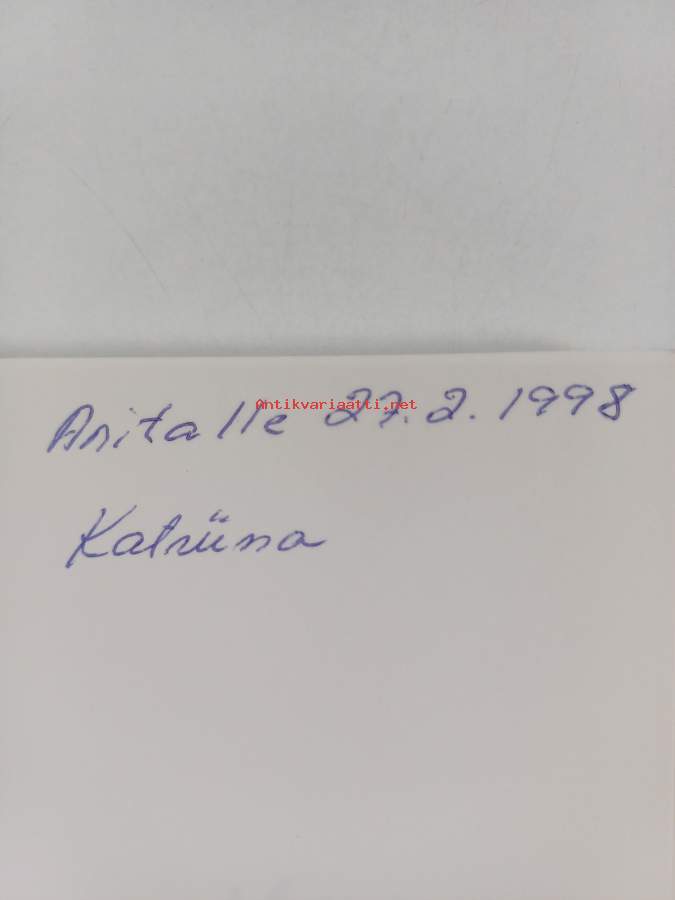 Antikvariaatti.net
Anitalle 27.2.1998
Katriina